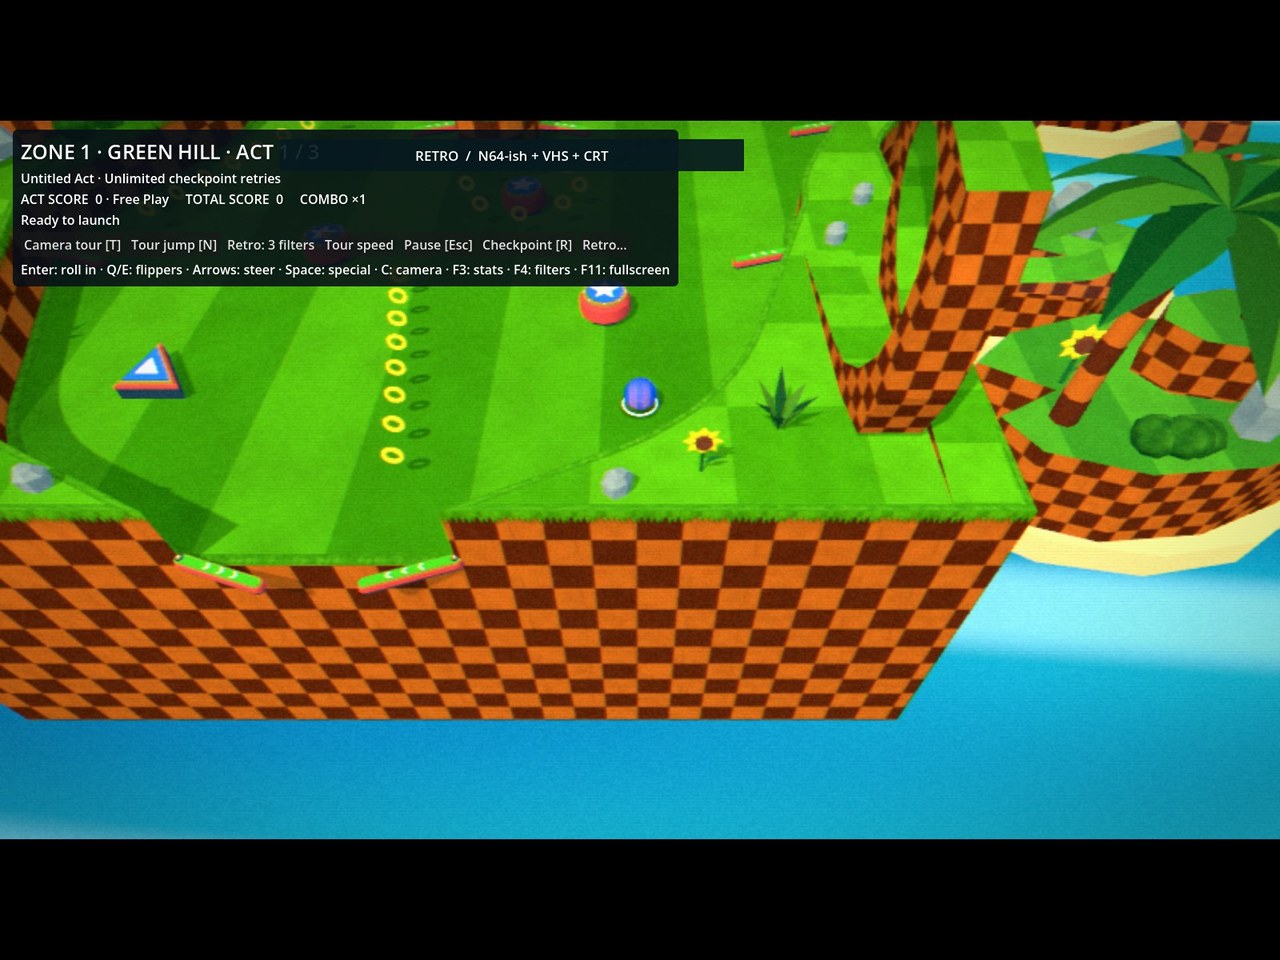 ZONE 1 · GREEN HILL · ACT 1 / 3
RETRO / N64-ish + VHS + CRT
Untitled Act · Unlimited checkpoint retries
ACT SCORE 0 · Free Play TOTAL SCORE 0 COMBO ×1
Ready to launch
Camera tour [T] Tour jump [N] Retro: 3 filters Tour speed Pause [Esc] Checkpoint [R] Retro...
Enter: roll in · Q/E: flippers · Arrows: steer · Space: special · C: camera · F3: stats · F4: filters · F11: fullscreen